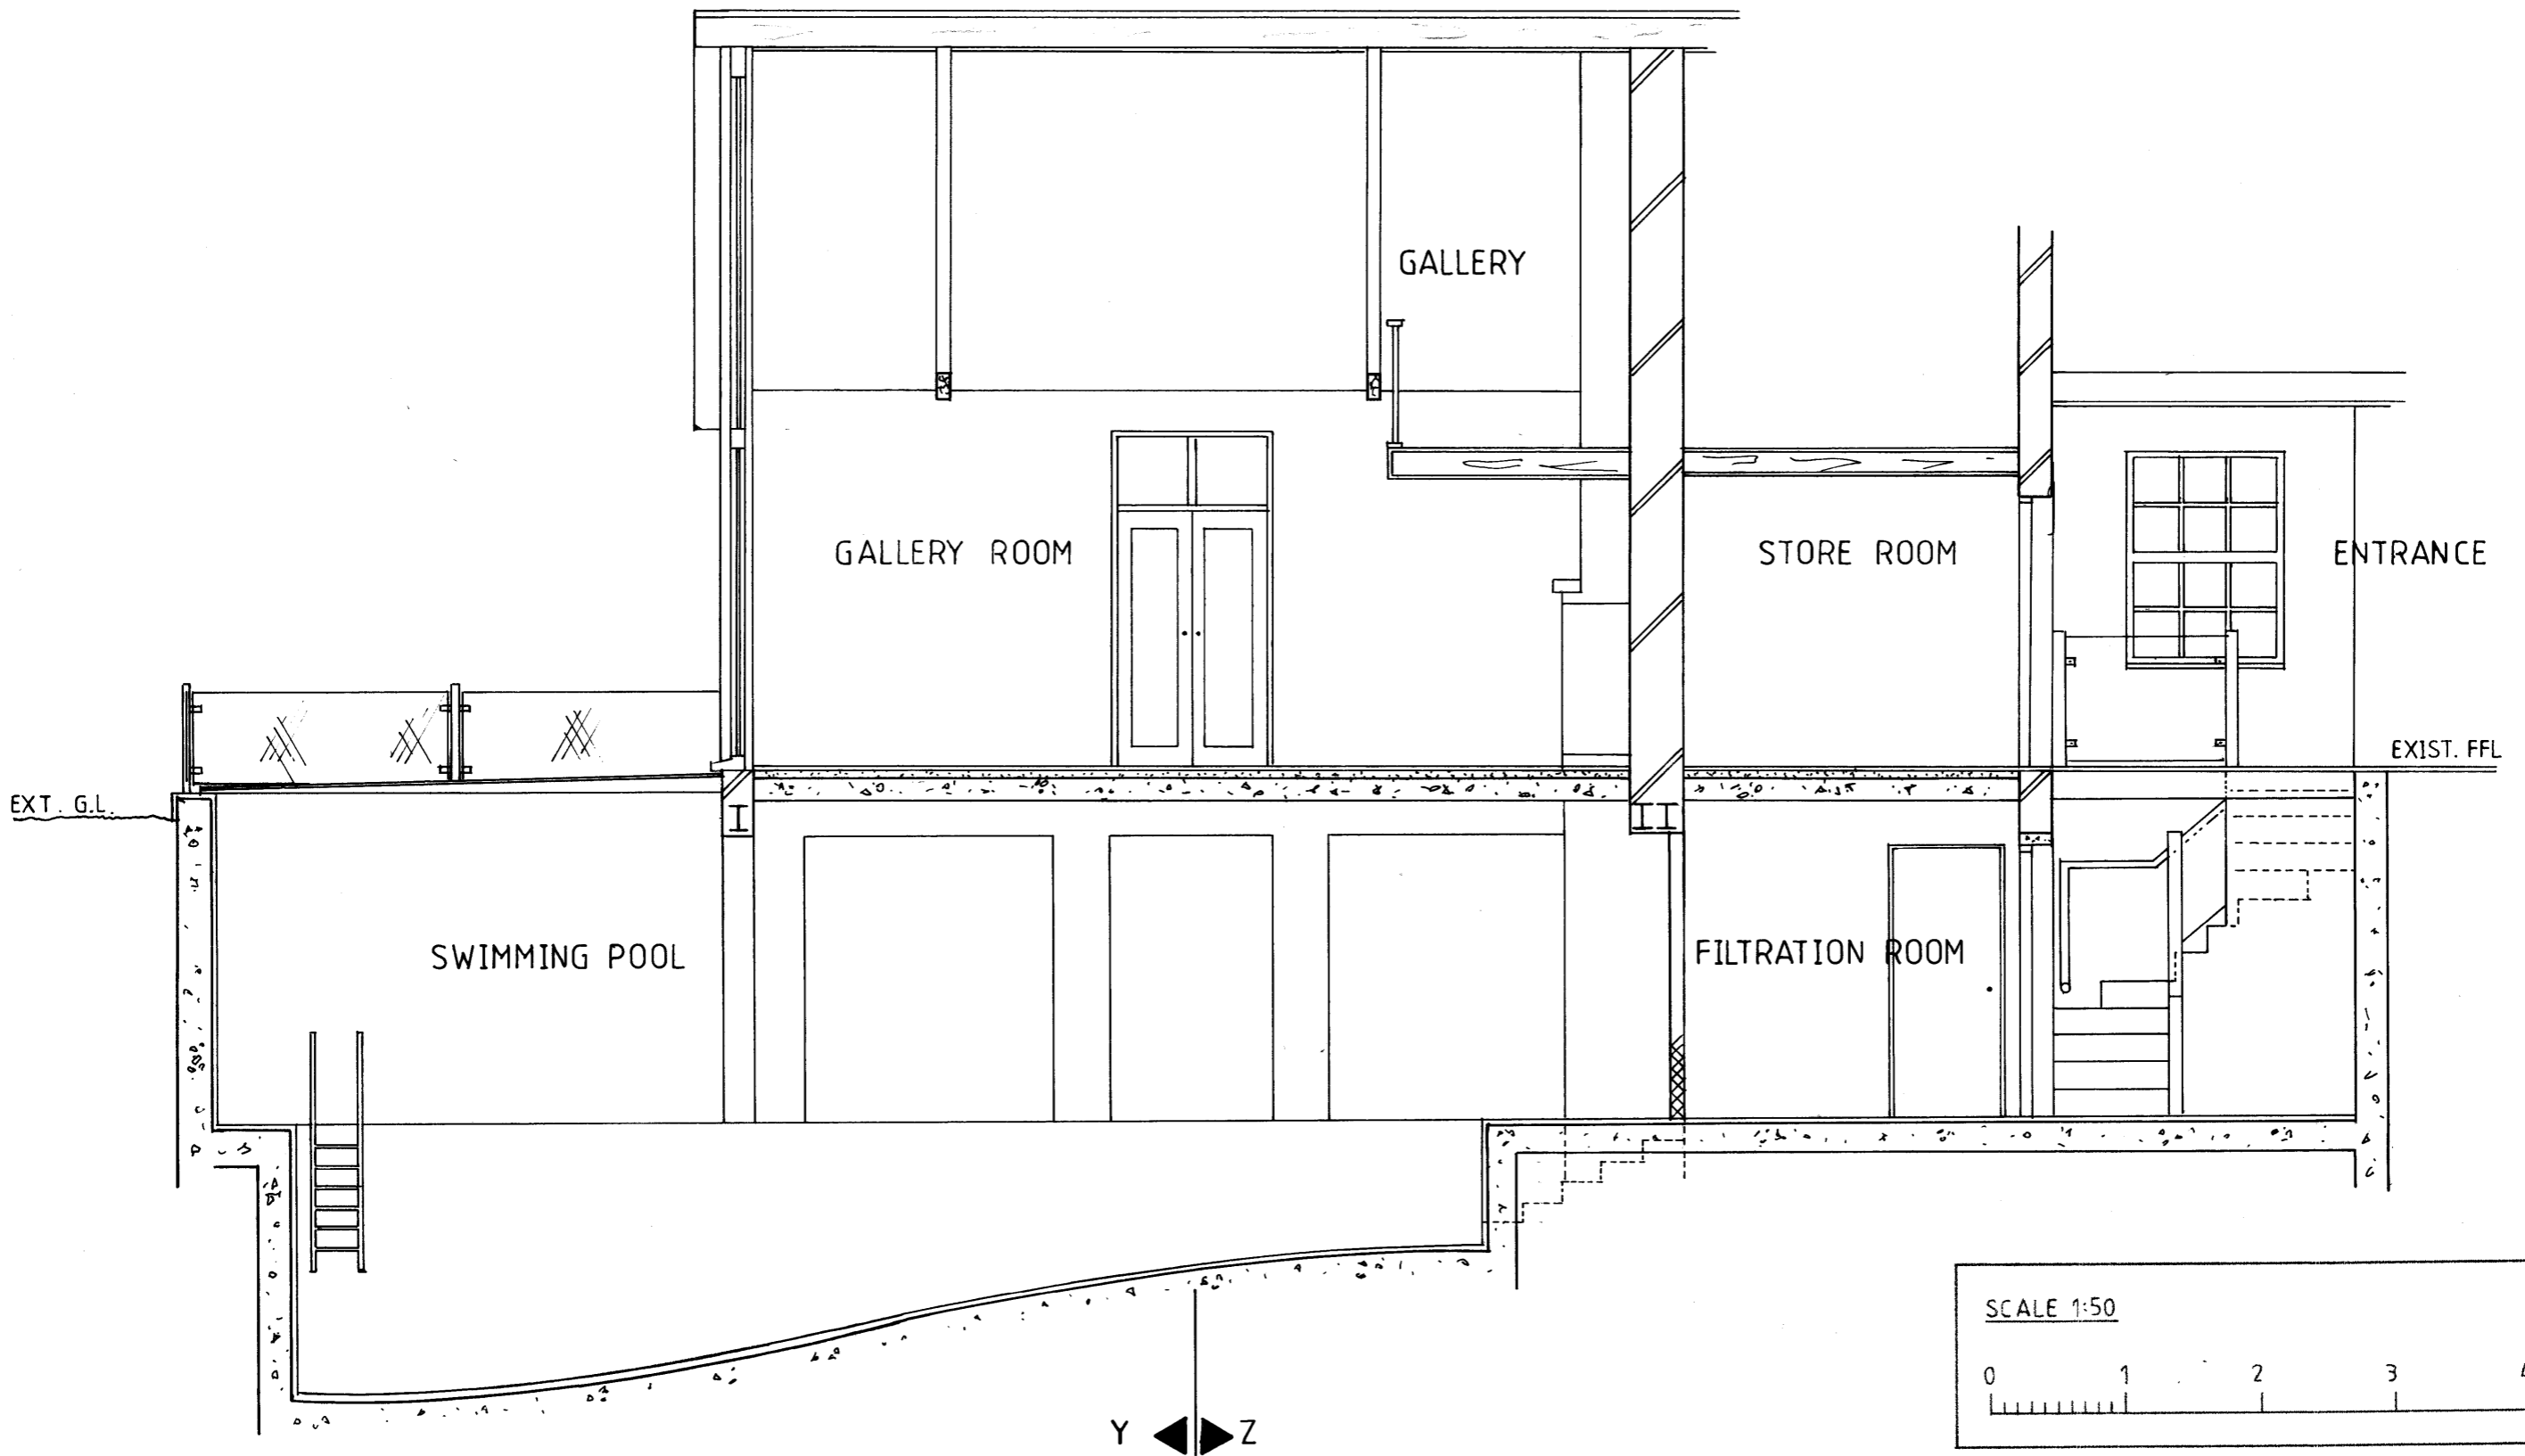 GALLERY
GALLERY ROOM
STORE ROOM
ENTRANCE
EXIST. FFL
EXT. G.L.
SWIMMING POOL
FILTRATION ROOM
SCALE 1:50
0 1 2 3
Y Z